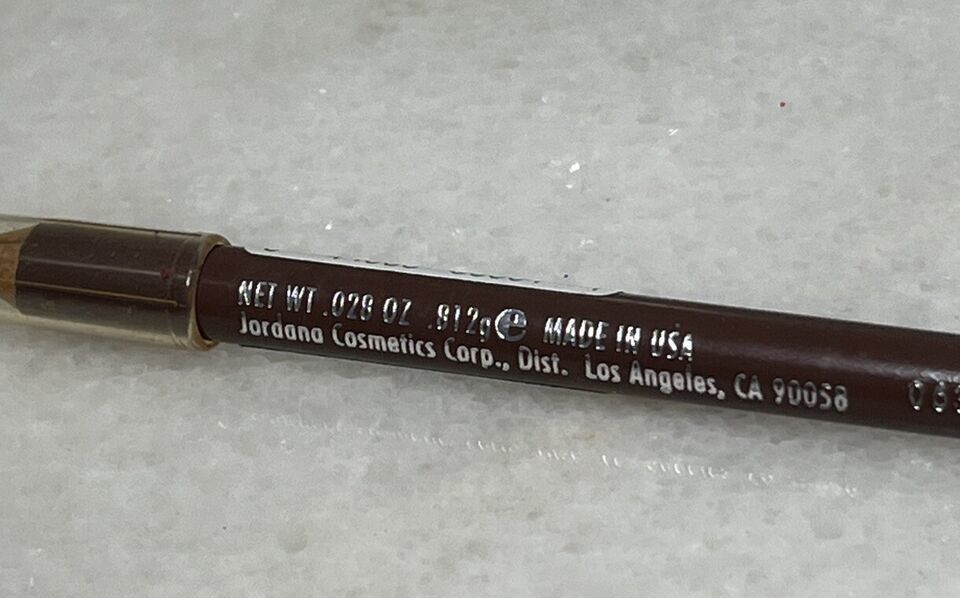 NET WT .028 OZ .812g e MADE IN USA
Jordana Cosmetics Corp., Dist. Los Angeles, CA 90058